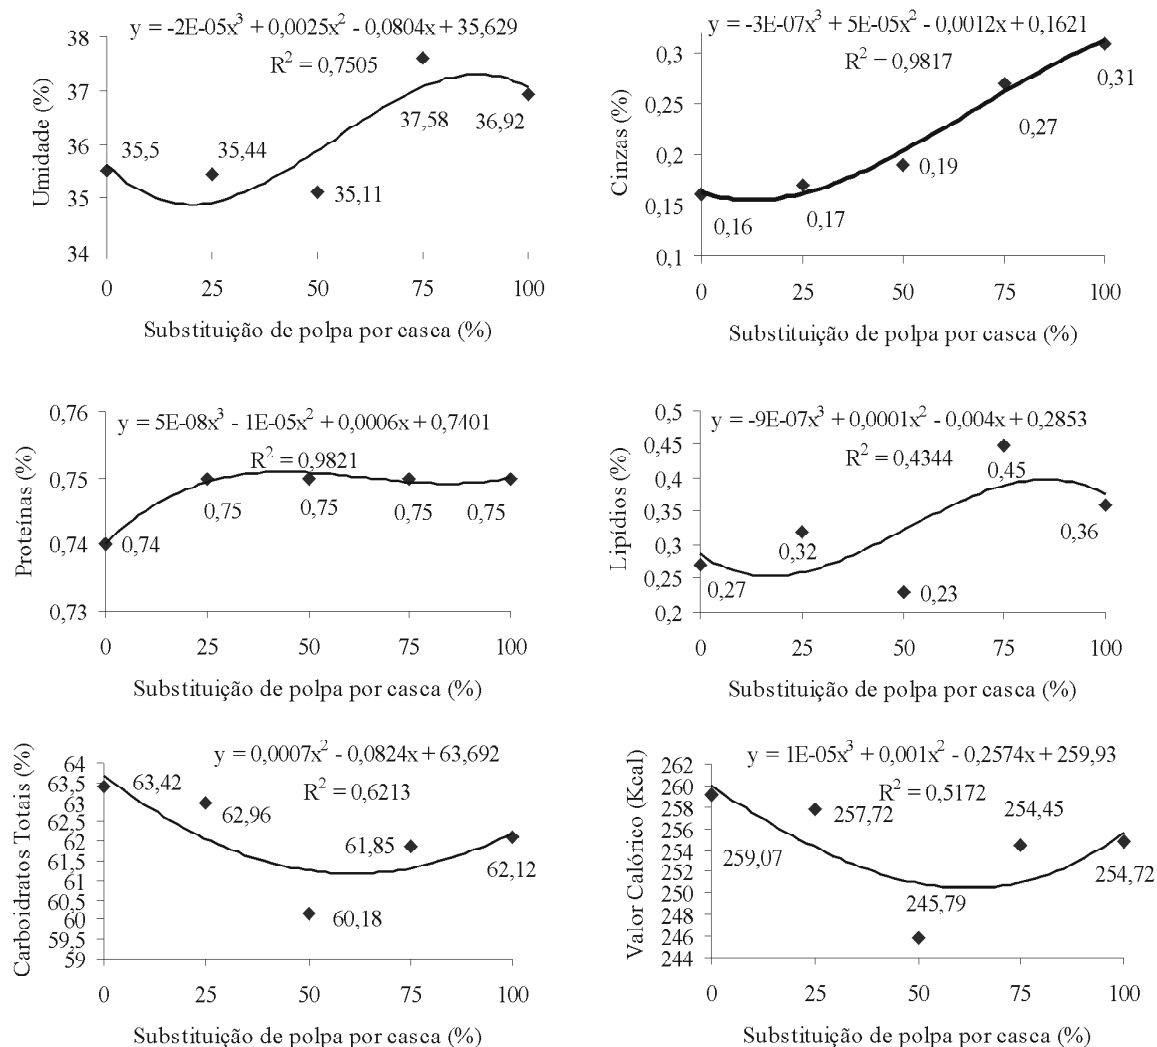 y = -2E-05x³ + 0,0025x² - 0,0804x + 35,629
R² = 0,7505
Umidade (%)
38
37
36
35
34
35,5
35,44
35,11
37,58
36,92
0 25 50 75 100
Substituição de polpa por casca (%)
y = -3E-07x³ + 5E-05x² - 0,0012x + 0,1621
R² = 0,9817
Cinzas (%)
0,3
0,25
0,2
0,15
0,1
0,16
0,17
0,19
0,27
0,31
0 25 50 75 100
Substituição de polpa por casca (%)
y = 5E-08x³ - 1E-05x² + 0,0006x + 0,7401
R² = 0,9821
Proteínas (%)
0,76
0,75
0,74
0,73
0,74
0,75
0,75
0,75
0,75
0 25 50 75 100
Substituição de polpa por casca (%)
y = -9E-07x³ + 0,0001x² - 0,004x + 0,2853
R² = 0,4344
Lipídios (%)
0,5
0,45
0,4
0,35
0,3
0,25
0,2
0,27
0,32
0,23
0,45
0,36
0 25 50 75 100
Substituição de polpa por casca (%)
y = 0,0007x² - 0,0824x + 63,692
R² = 0,6213
Carboidratos Totais (%)
64
63,5
63
62,5
62
61,5
61
60,5
60
59,5
59
63,42
62,96
60,18
61,85
62,12
0 25 50 75 100
Substituição de polpa por casca (%)
y = 1E-05x³ + 0,001x² - 0,2574x + 259,93
R² = 0,5172
Valor Calórico (Kcal)
262
260
258
256
254
252
250
248
246
244
259,07
257,72
245,79
254,45
254,72
0 25 50 75 100
Substituição de polpa por casca (%)